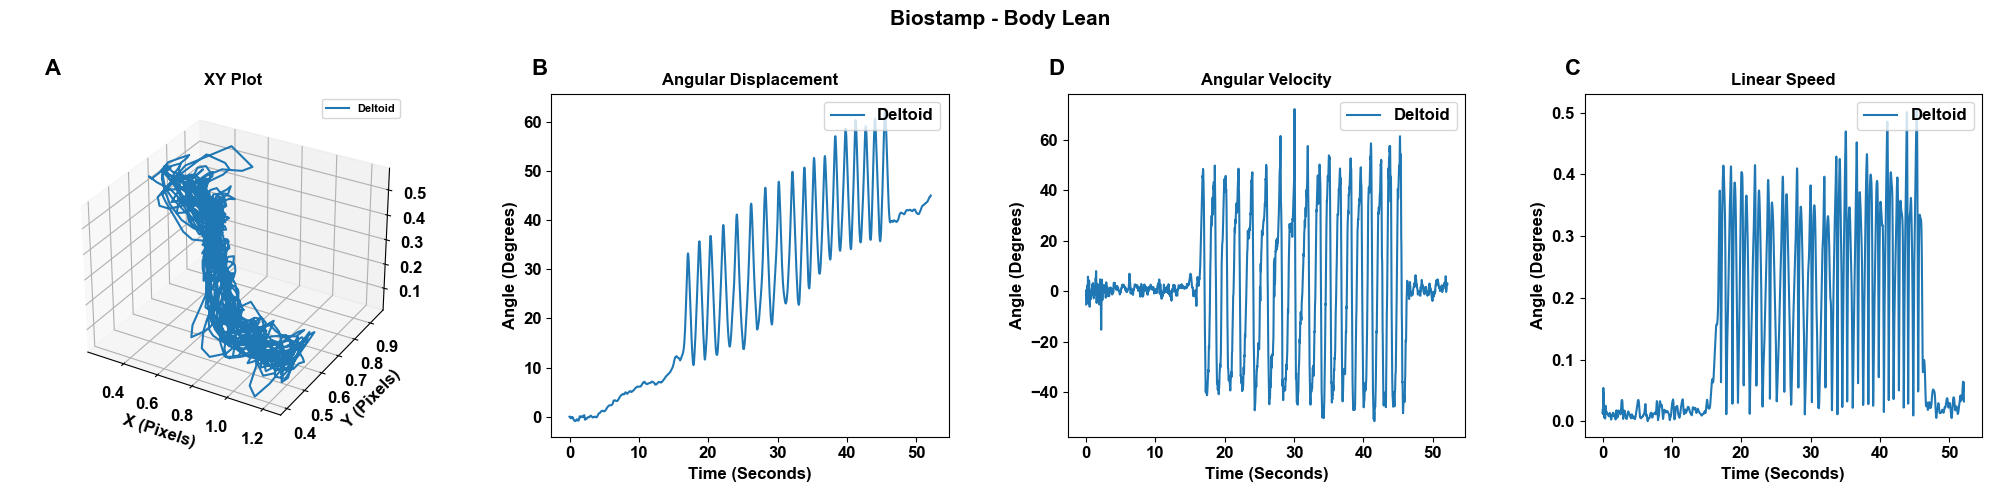 Biostamp - Body Lean
A
XY Plot
Deltoid
0.5
0.4
0.3
0.2
0.1
0.9
0.8
0.7
0.6
0.5
0.4
Y (Pixels)
0.4
0.6
0.8
1.0
1.2
X (Pixels)
B
Angular Displacement
Deltoid
Angle (Degrees)
60
50
40
30
20
10
0
0 10 20 30 40 50
Time (Seconds)
D
Angular Velocity
Deltoid
Angle (Degrees)
60
40
20
0
−20
−40
0 10 20 30 40 50
Time (Seconds)
C
Linear Speed
Deltoid
Angle (Degrees)
0.5
0.4
0.3
0.2
0.1
0.0
0 10 20 30 40 50
Time (Seconds)